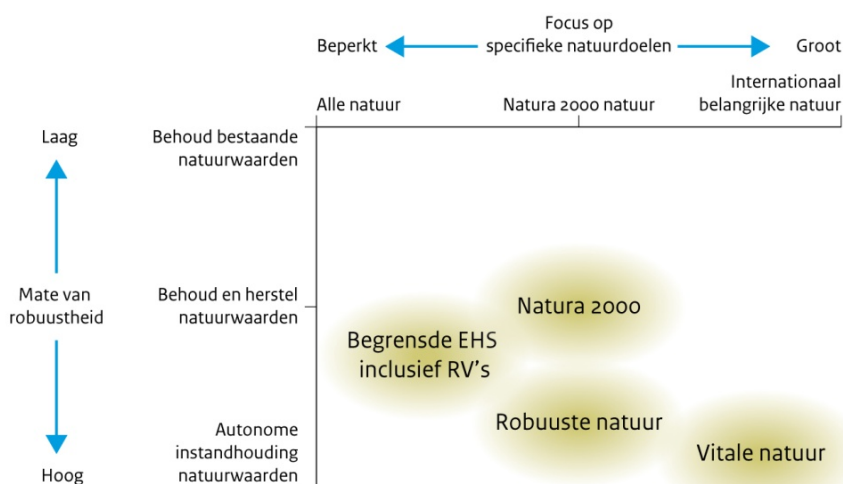 Focus op
Beperkt
specifieke natuurdoelen
Groot
Internationaal
Alle natuur
Natura 2000 natuur
belangrijke natuur
Laag
Behoud bestaande
natuurwaarden
Mate van
robuustheid
Behoud en herstel
natuurwaarden
Natura 2000
Begrensde EHS
inclusief RV's
Robuuste natuur
Autonome
instandhouding
natuurwaarden
Vitale natuur
Hoog